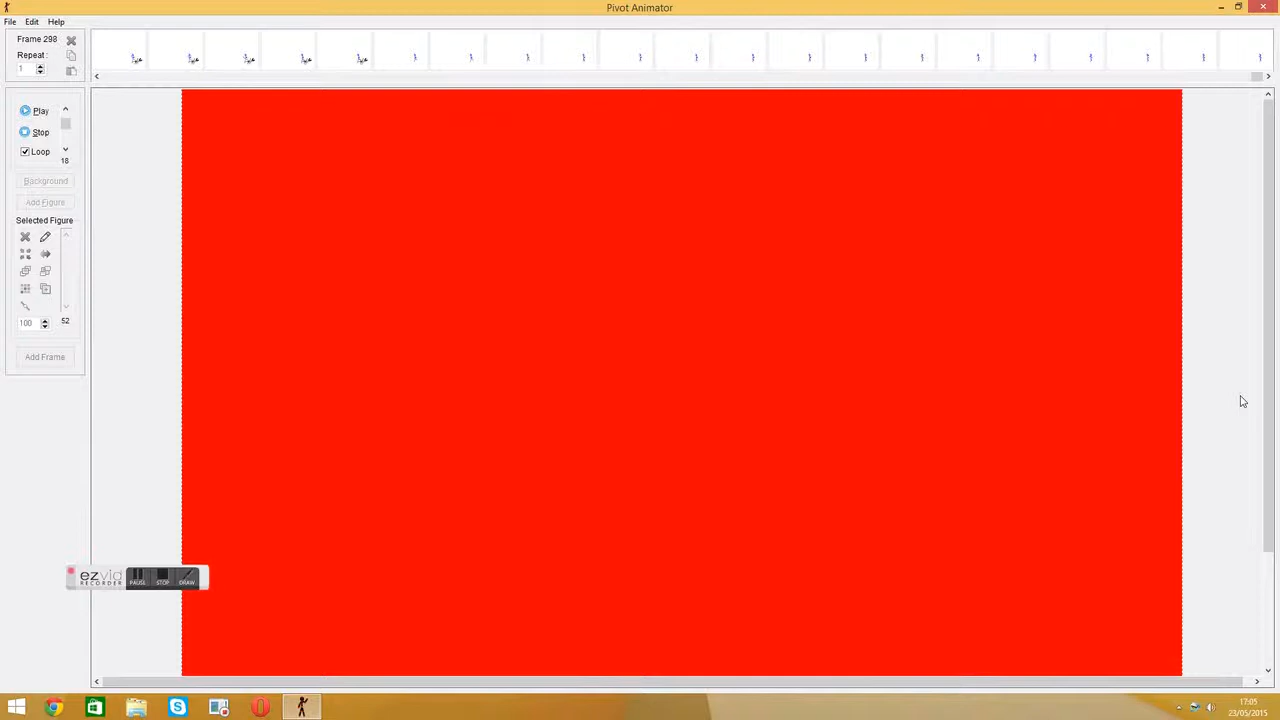 Pivot Animator
File Edit Help
Frame 298
Repeat :
1
Play
Stop
Loop
18
Background
Add Figure
Selected Figure
100
52
Add Frame
ezvid
RECORDER
PAUSE STOP DRAW
17:05
23/05/2015